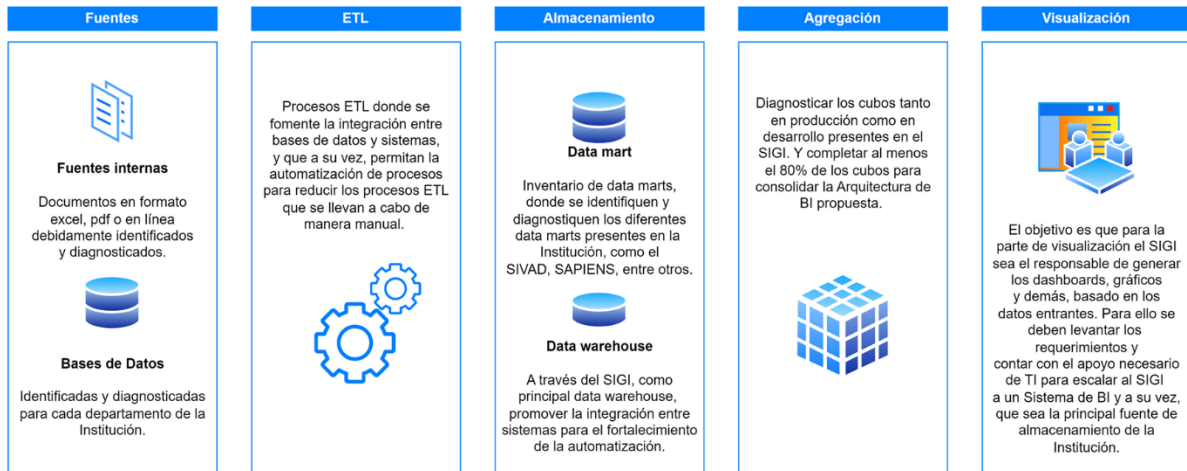 Fuentes
Fuentes internas
Documentos en formato
excel, pdf o en línea
debidamente identificados
y diagnosticados.
Bases de Datos
Identificadas y diagnosticadas
para cada departamento de la
Institución.
ETL
Procesos ETL donde se
fomente la integración entre
bases de datos y sistemas,
y que a su vez, permitan la
automatización de procesos
para reducir los procesos ETL
que se llevan a cabo de
manera manual.
Almacenamiento
Data mart
Inventario de data marts,
donde se identifiquen y
diagnostiquen los diferentes
data marts presentes en la
Institución, como el
SIVAD, SAPIENS, entre otros.
Data warehouse
A través del SIGI, como
principal data warehouse,
promover la integración entre
sistemas para el fortalecimiento
de la automatización.
Agregación
Diagnosticar los cubos tanto
en producción como en
desarrollo presentes en el
SIGI. Y completar al menos
el 80% de los cubos para
consolidar la Arquitectura de
BI propuesta.
Visualización
El objetivo es que para la
parte de visualización el SIGI
sea el responsable de generar
los dashboards, gráficos
y demás, basado en los
datos entrantes. Para ello se
deben levantar los
requerimientos y
contar con el apoyo necesario
de TI para escalar al SIGI
a un Sistema de BI y a su vez,
que sea la principal fuente de
almacenamiento de la
Institución.